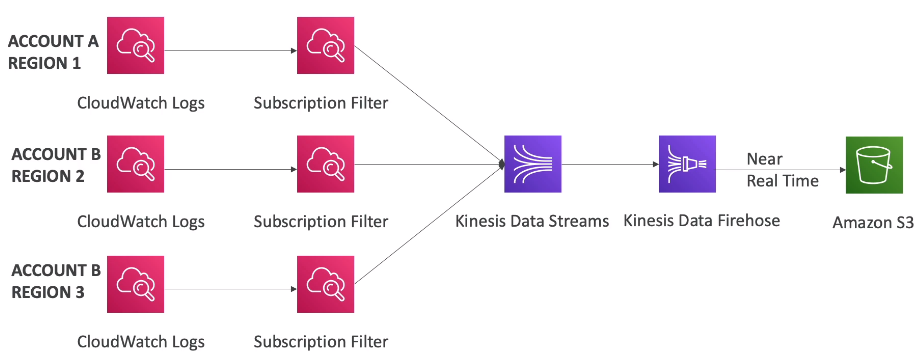 ACCOUNT A
REGION 1
CloudWatch Logs
Subscription Filter
ACCOUNT B
REGION 2
CloudWatch Logs
Subscription Filter
Kinesis Data Streams
Kinesis Data Firehose
Near
Real Time
Amazon S3
ACCOUNT B
REGION 3
CloudWatch Logs
Subscription Filter